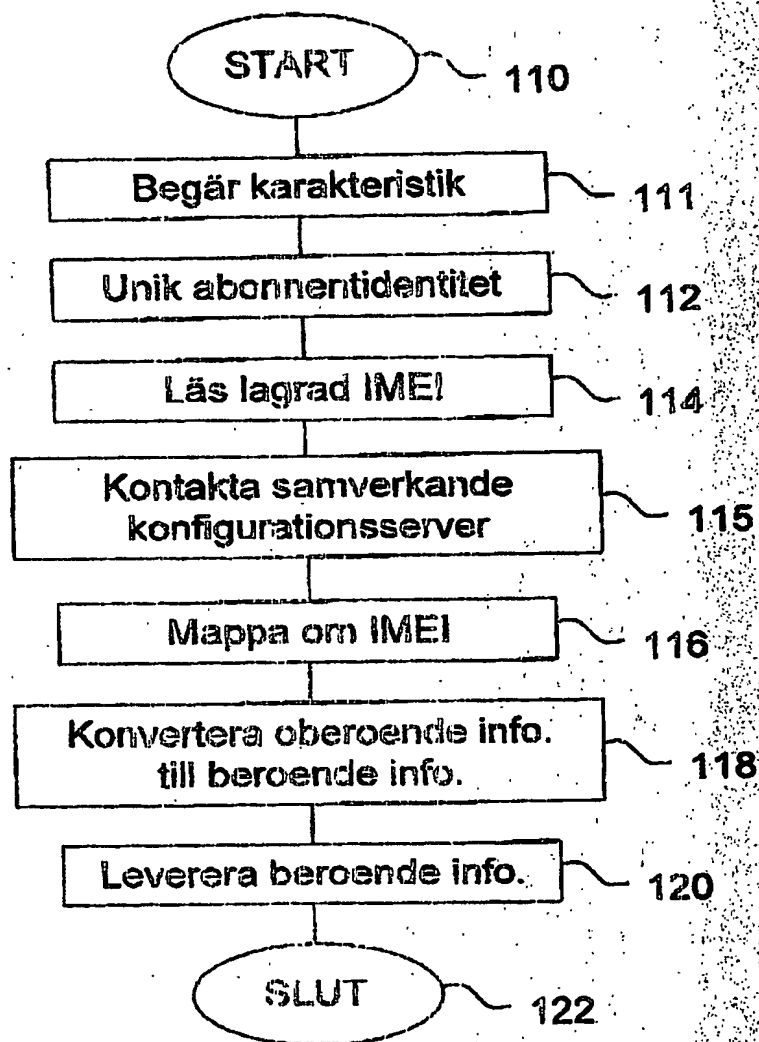 START
110
Begär karakteristik
111
Unik abonnentidentitet
112
Läs lagrad IMEI
114
Kontakta samverkande
konfigurationsserver
115
Mappa om IMEI
116
Konvertera oberoende info.
till beroende info.
118
Leverera beroende info.
120
SLUT
122